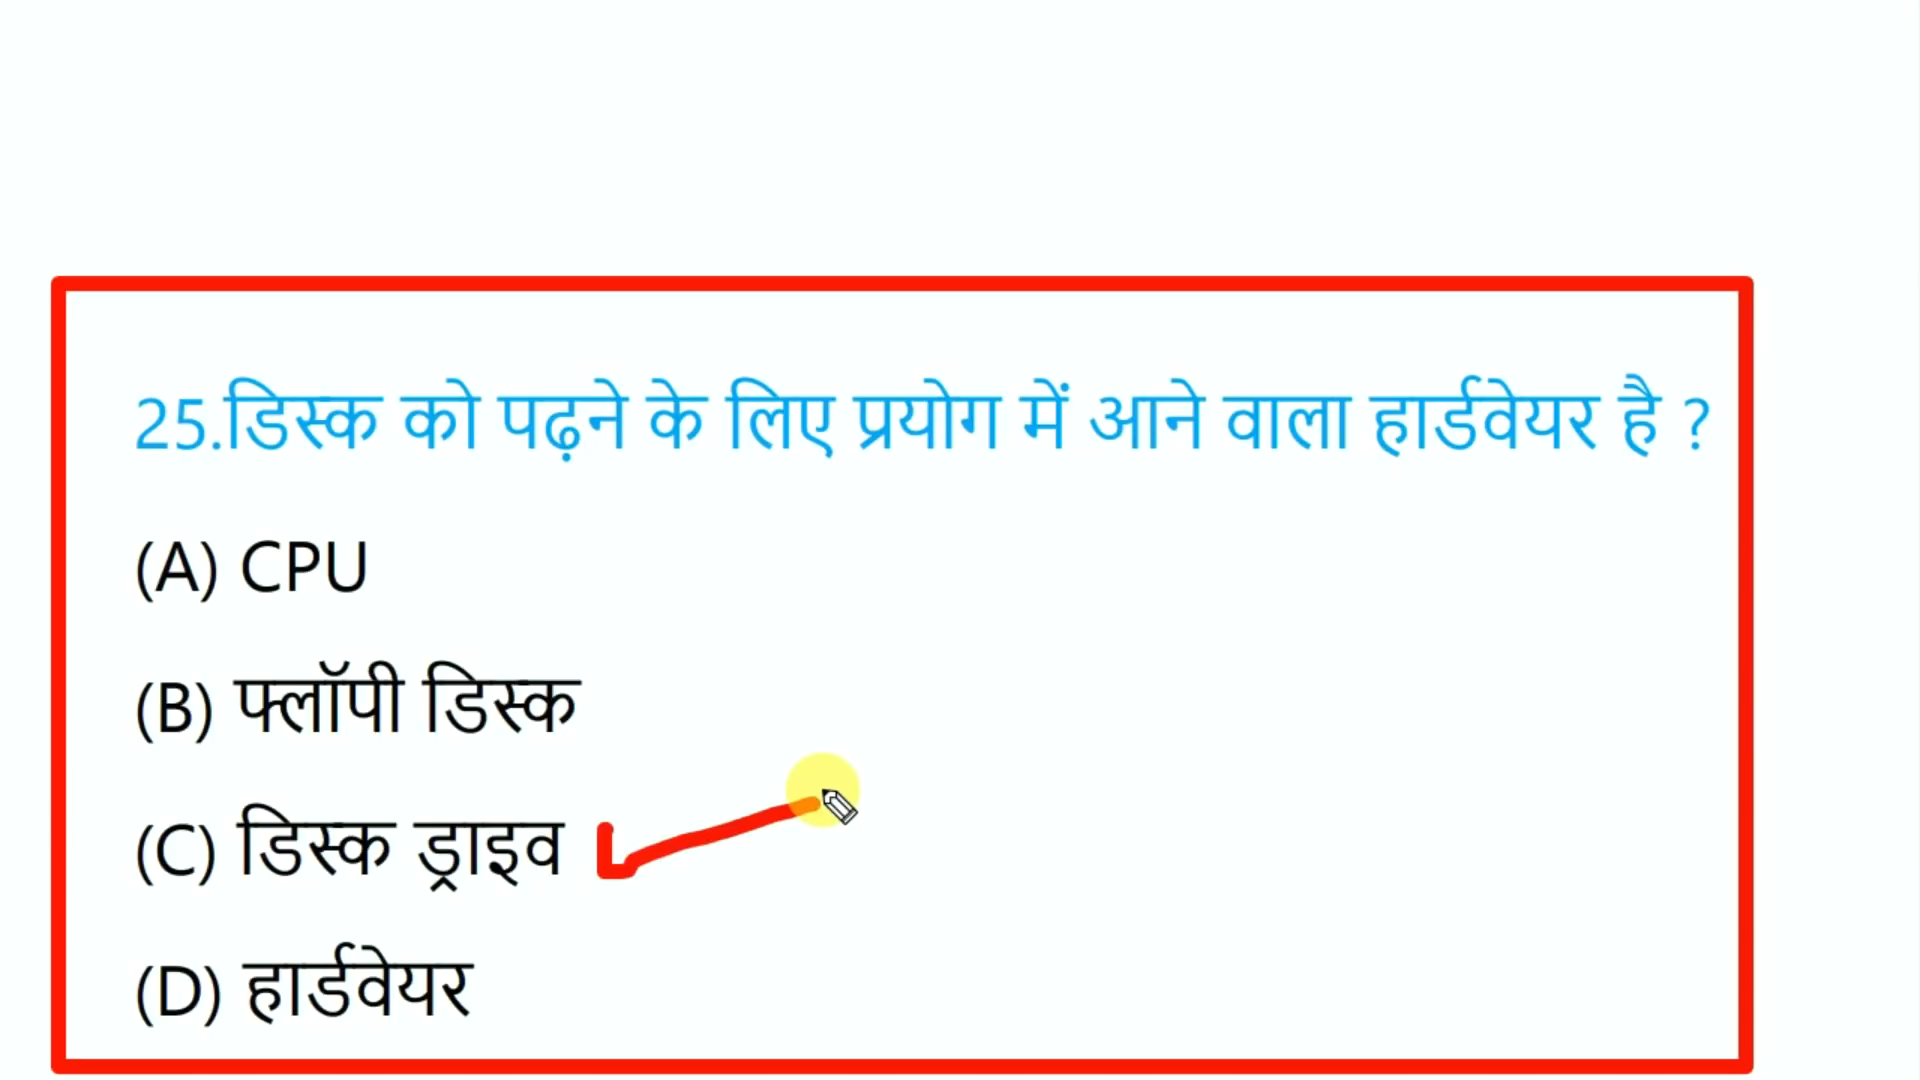 25.डिस्क को पढ़ने के लिए प्रयोग में आने वाला हार्डवेयर है ?
(A) CPU
(B) फ्लॉपी डिस्क
(C) डिस्क ड्राइव
(D) हार्डवेयर